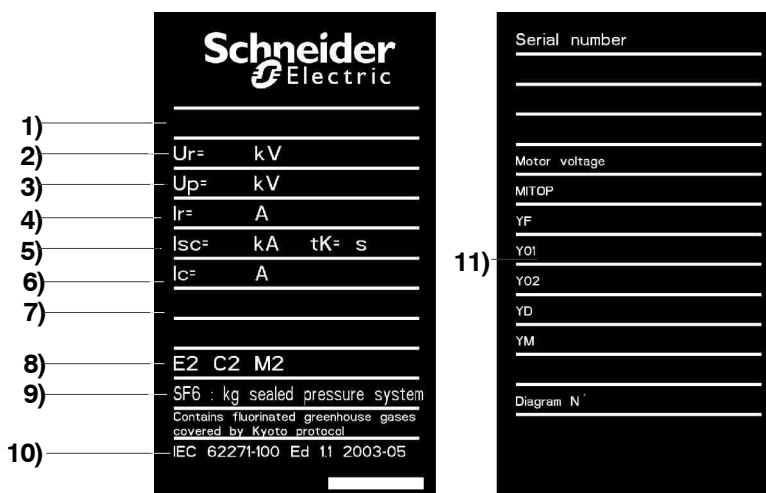 Schneider
Electric
1)
2) Ur= kV
3) Up= kV
4) Ir= A
5) Isc= kA tK= s
6) Ic= A
7)
8) E2 C2 M2
9) SF6 : kg sealed pressure system
Contains fluorinated greenhouse gases
covered by Kyoto protocol
10) IEC 62271-100 Ed 1.1 2003-05
Serial number
Motor voltage
MITOP
YF
11) Y01
Y02
YD
YM
Diagram N°